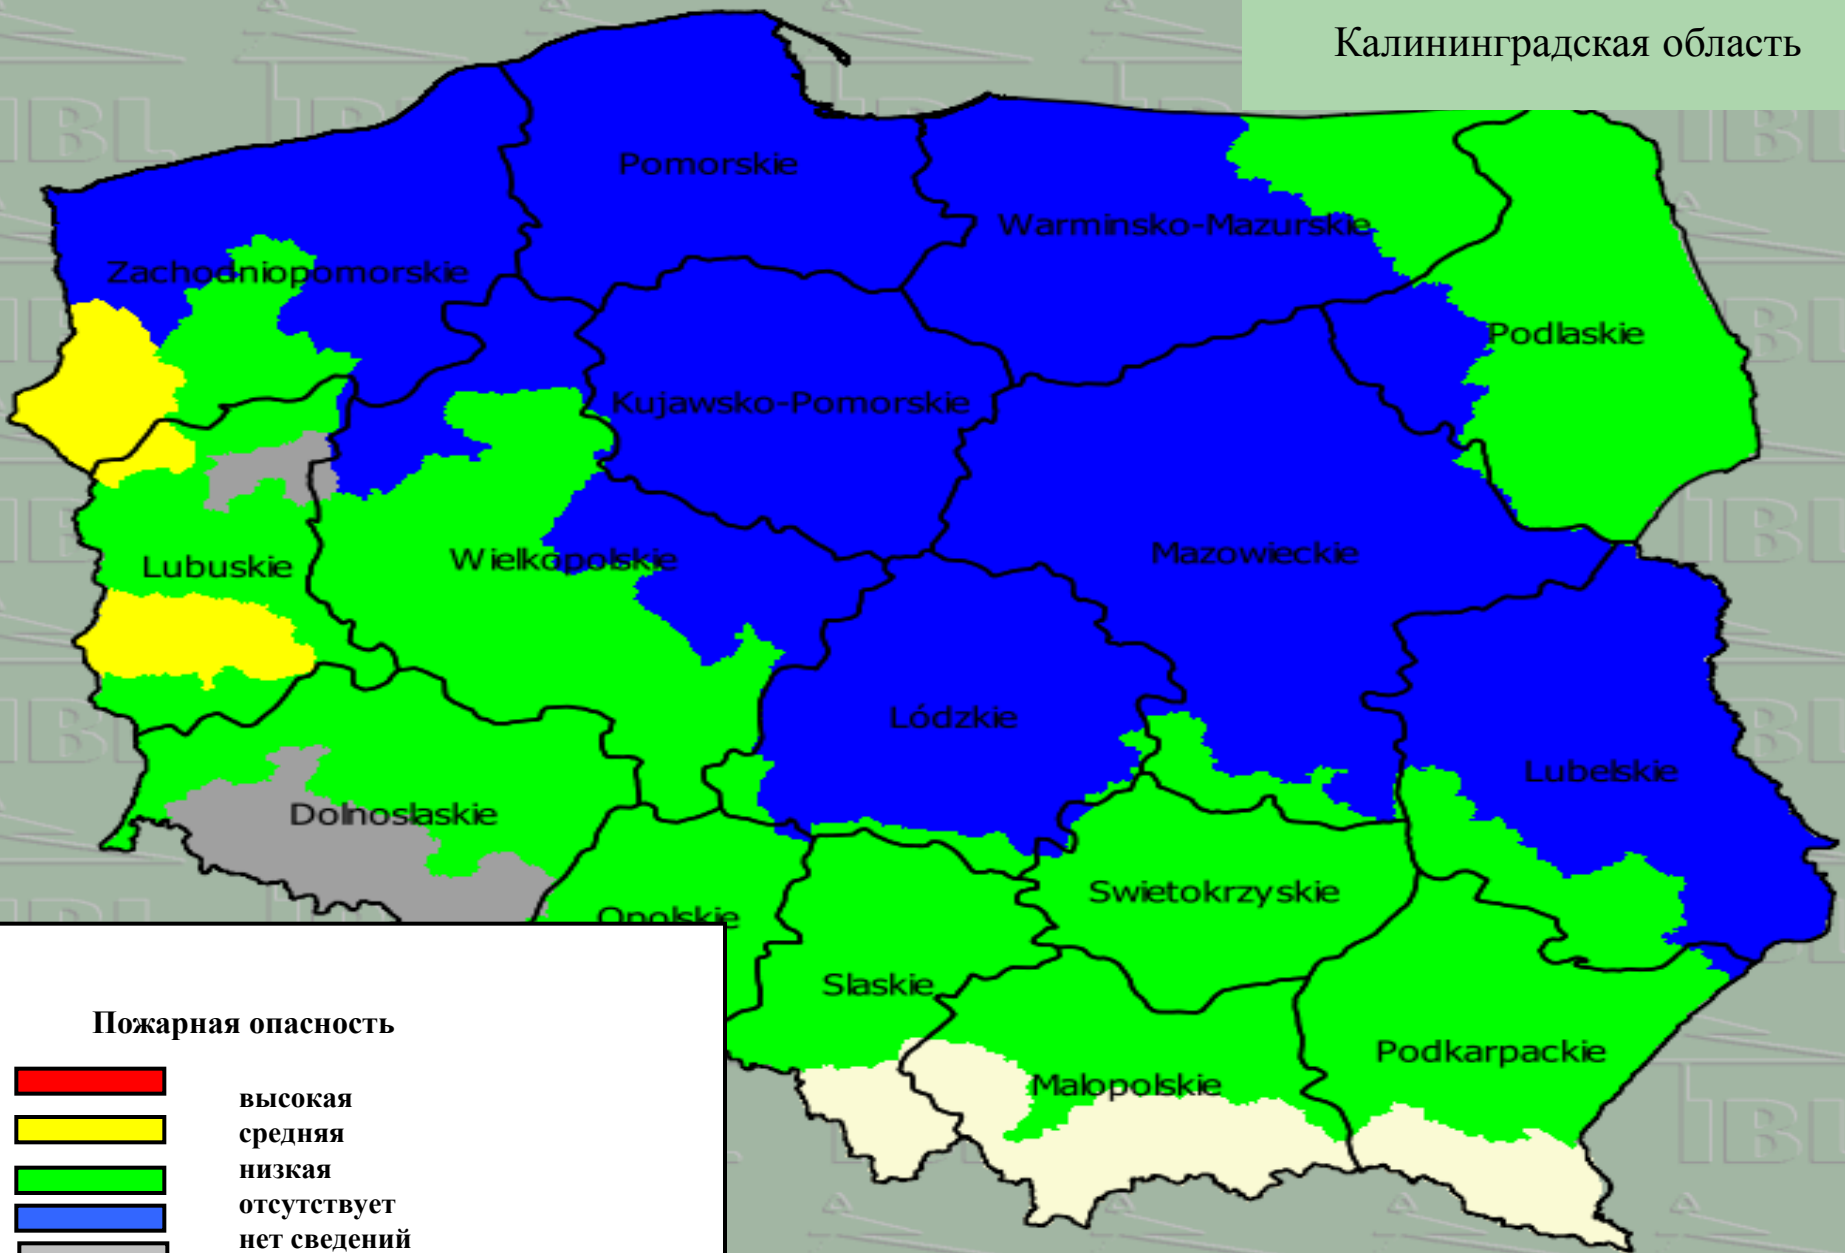 Калининградская область
Pomorskie
Warminsko-Mazurskie
Zachodniopomorskie
Podlaskie
Kujawsko-Pomorskie
Mazowieckie
Wielkopolskie
Lubuskie
Lódzkie
Lubelskie
Dolnoslaskie
Swietokrzyskie
Opolskie
Slaskie
Podkarpackie
Malopolskie
Пожарная опасность
высокая
средняя
низкая
отсутствует
нет сведений
IBL